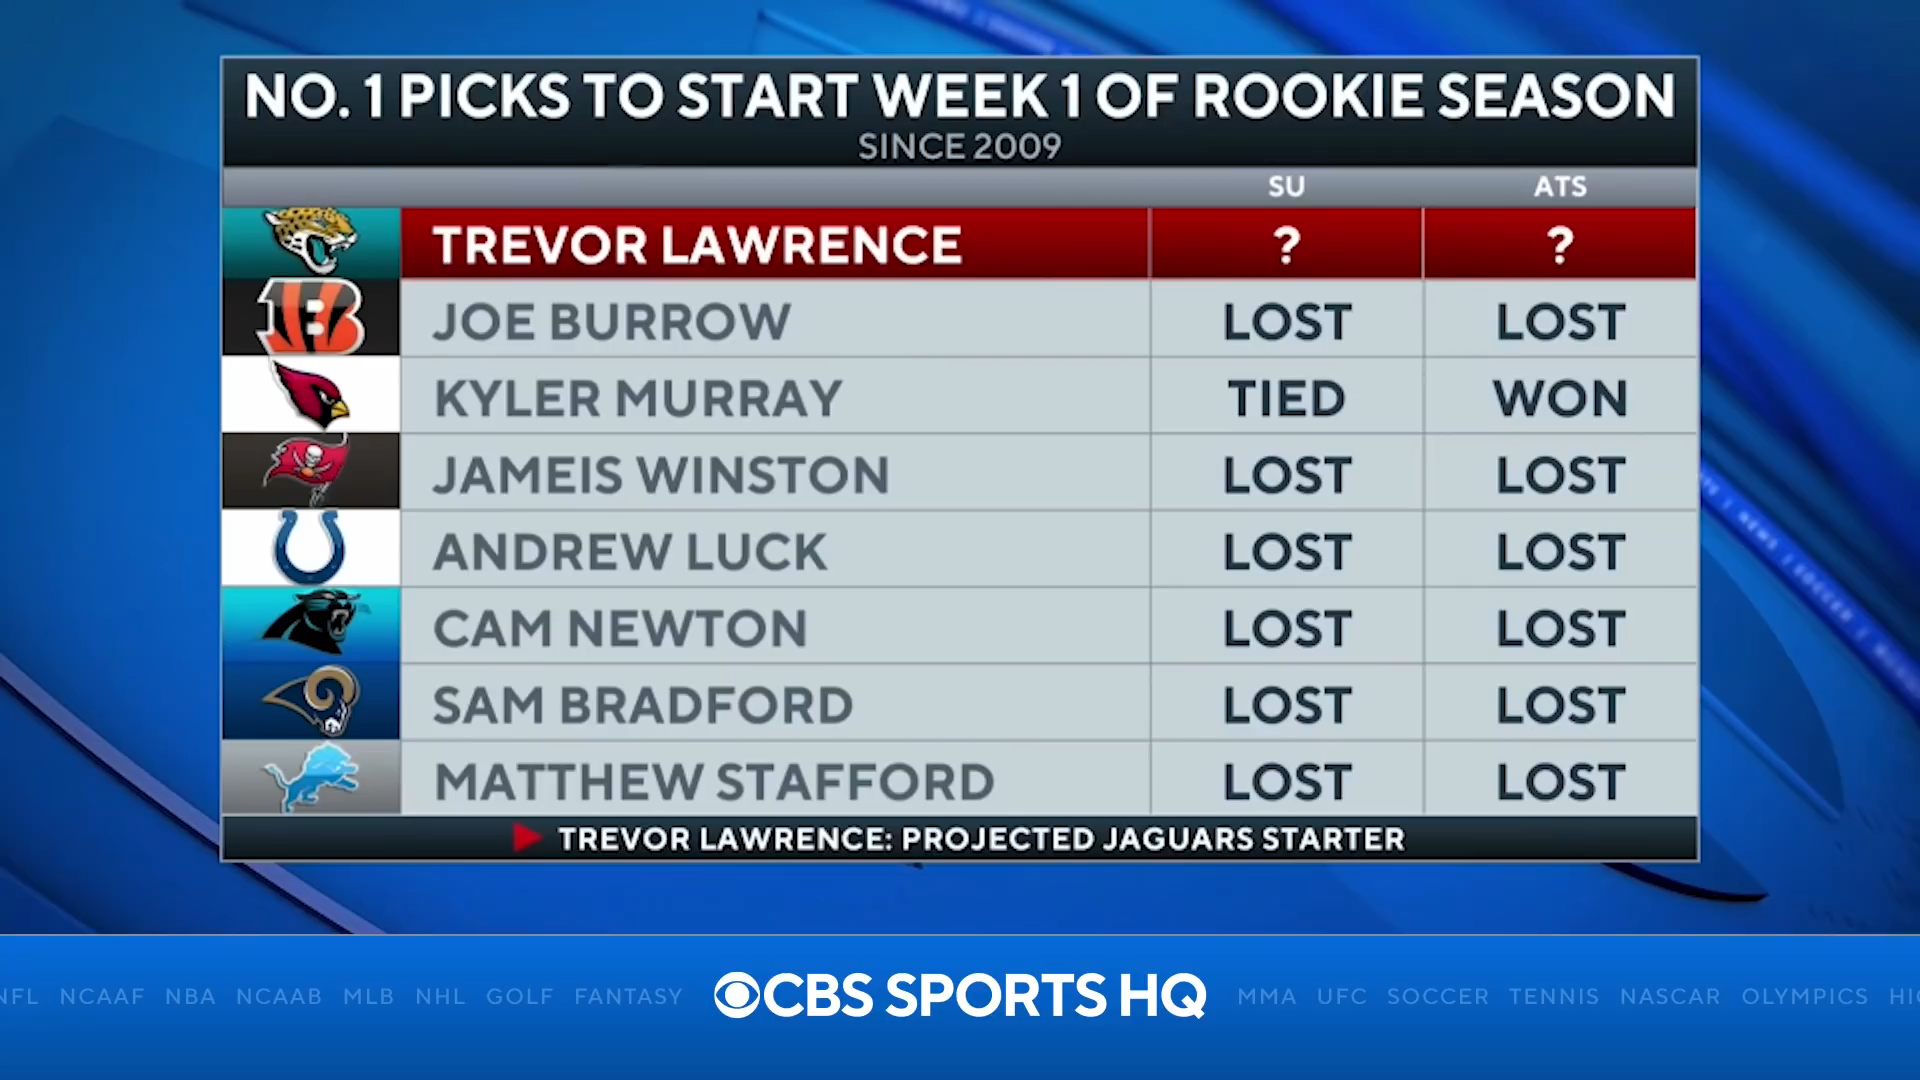 NO. 1 PICKS TO START WEEK 1 OF ROOKIE SEASON
SINCE 2009
SU ATS
TREVOR LAWRENCE ? ?
JOE BURROW LOST LOST
KYLER MURRAY TIED WON
JAMEIS WINSTON LOST LOST
ANDREW LUCK LOST LOST
CAM NEWTON LOST LOST
SAM BRADFORD LOST LOST
MATTHEW STAFFORD LOST LOST
TREVOR LAWRENCE: PROJECTED JAGUARS STARTER
NFL NCAAF NBA NCAAB MLB NHL GOLF FANTASY CBS SPORTS HQ MMA UFC SOCCER TENNIS NASCAR OLYMPICS